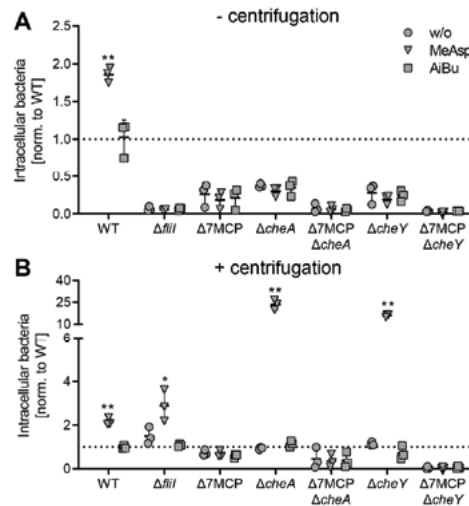 A
- centrifugation
w/o
MeAsp
AiBu
Intracellular bacteria
[norm. to WT]
2.5
2.0
1.5
1.0
0.5
0.0
**
WT
ΔfliI
Δ7MCP
ΔcheA
Δ7MCP
ΔcheA
ΔcheY
Δ7MCP
ΔcheY
B
+ centrifugation
Intracellular bacteria
[norm. to WT]
40
25
10
6
4
2
0
**
*
**
**
WT
ΔfliI
Δ7MCP
ΔcheA
Δ7MCP
ΔcheA
ΔcheY
Δ7MCP
ΔcheY